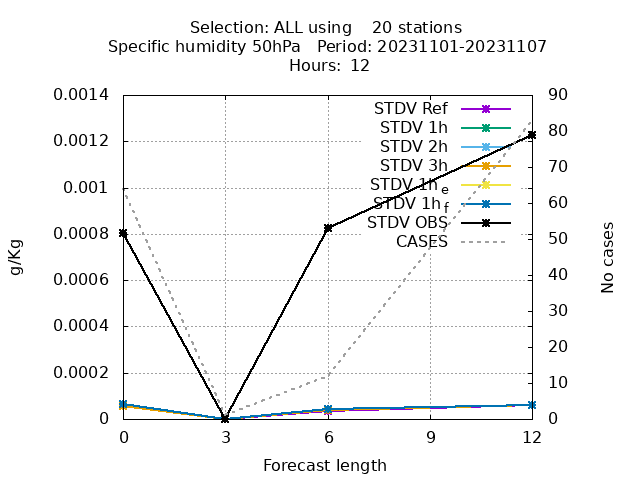 Selection: ALL using    20 stations
Specific humidity 50hPa   Period: 20231101-20231107
Hours: 12
0.0014
0.0012
0.001
0.0008
0.0006
0.0004
0.0002
0
g/Kg
90
80
70
60
50
40
30
20
10
0
No cases
STDV Ref
STDV 1h
STDV 2h
STDV 3h
STDV 1h e
STDV 1h f
STDV OBS
CASES
0 3 6 9 12
Forecast length